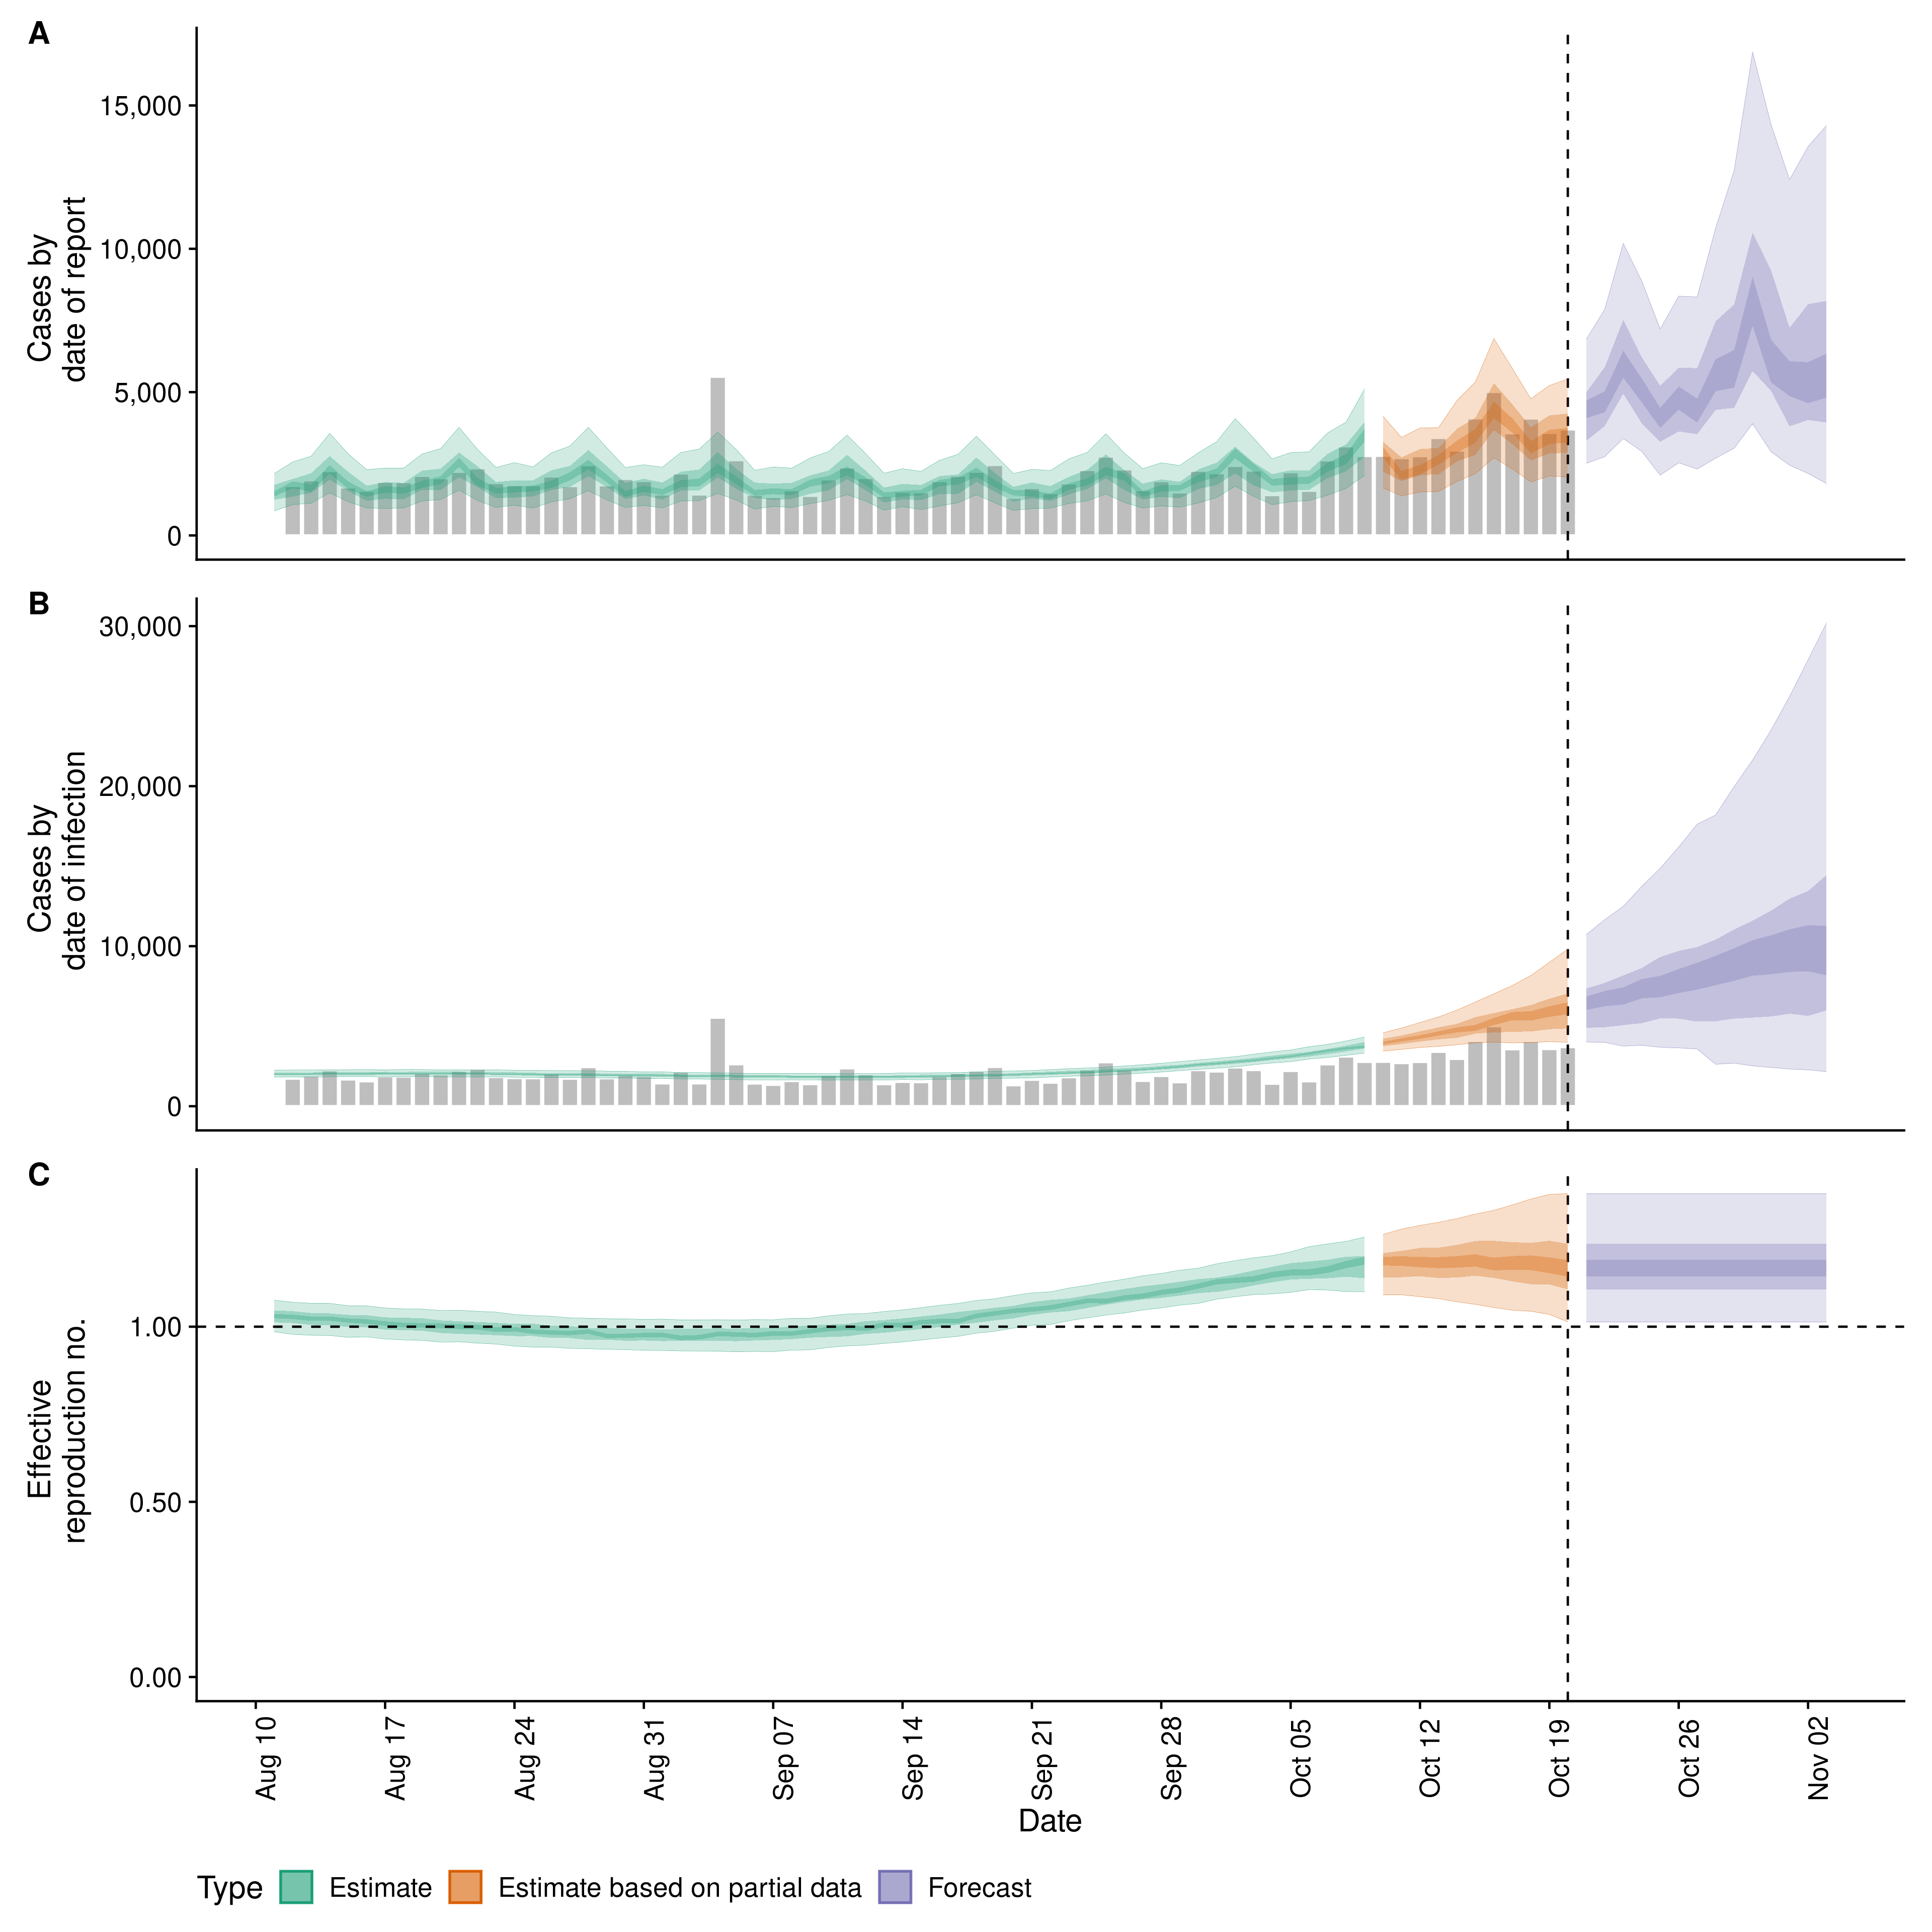 A
Cases by
date of report
15,000
10,000
5,000
0
B
Cases by
date of infection
30,000
20,000
10,000
0
C
Effective
reproduction no.
1.00
0.50
0.00
Aug 10
Aug 17
Aug 24
Aug 31
Sep 07
Sep 14
Sep 21
Sep 28
Oct 05
Oct 12
Oct 19
Oct 26
Nov 02
Date
Type Estimate Estimate based on partial data Forecast